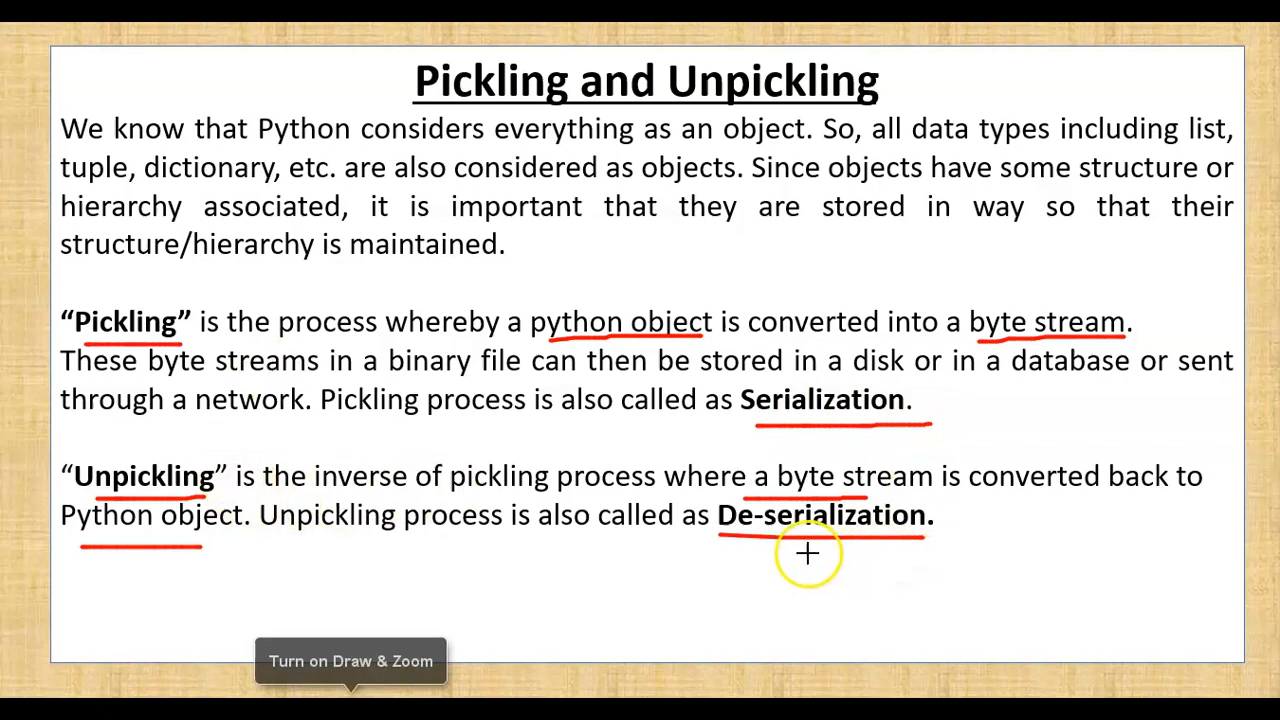 Pickling and Unpickling
We know that Python considers everything as an object. So, all data types including list,
tuple, dictionary, etc. are also considered as objects. Since objects have some structure or
hierarchy associated, it is important that they are stored in way so that their
structure/hierarchy is maintained.
“Pickling” is the process whereby a python object is converted into a byte stream.
These byte streams in a binary file can then be stored in a disk or in a database or sent
through a network. Pickling process is also called as Serialization.
“Unpickling” is the inverse of pickling process where a byte stream is converted back to
Python object. Unpickling process is also called as De-serialization.
Turn on Draw & Zoom